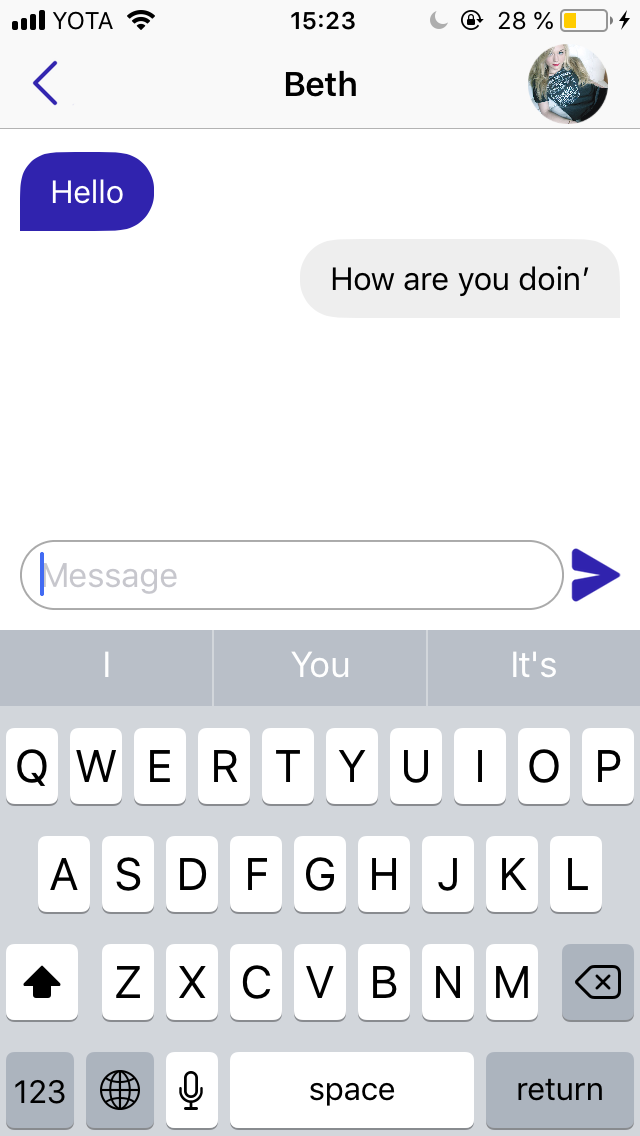 YOTA 15:23 28 %
Beth
Hello
How are you doin’
Message
I You It's
Q W E R T Y U I O P
A S D F G H J K L
Z X C V B N M
123 space return